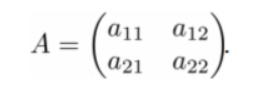 A = \begin{pmatrix} a_{11} & a_{12} \\ a_{21} & a_{22} \end{pmatrix}.